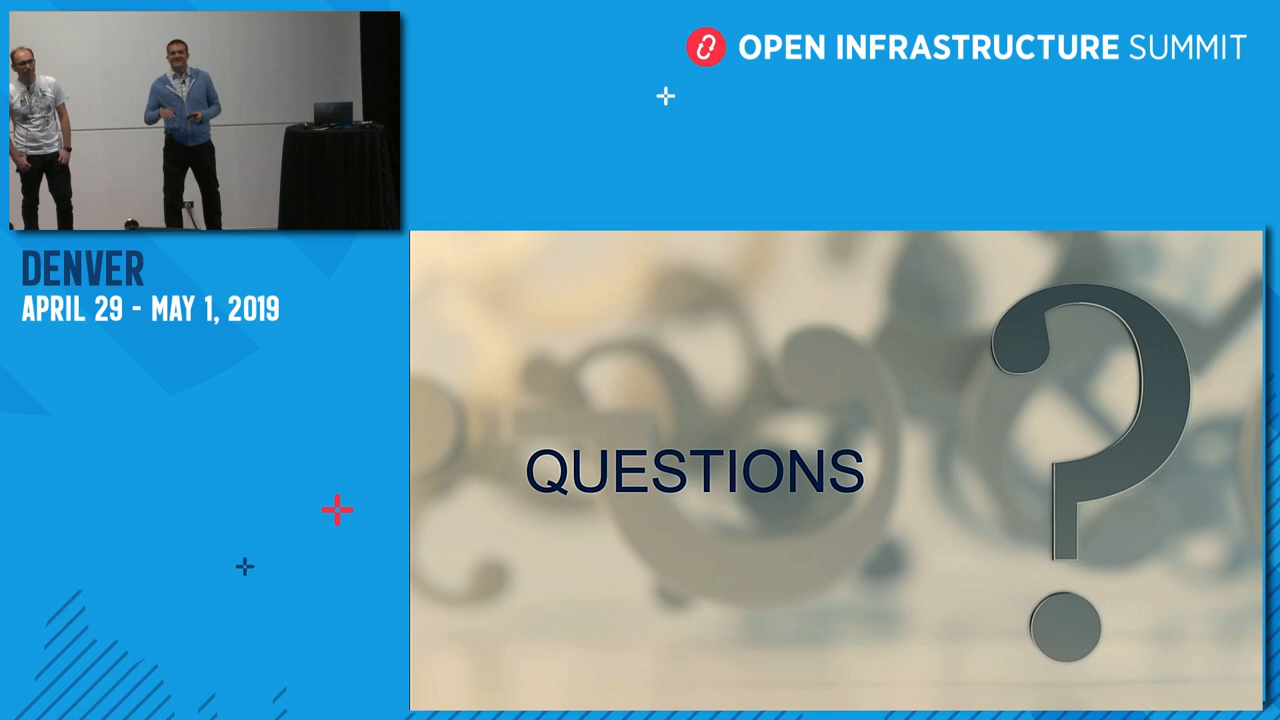 OPEN INFRASTRUCTURE SUMMIT
DENVER
APRIL 29 - MAY 1, 2019
QUESTIONS
?